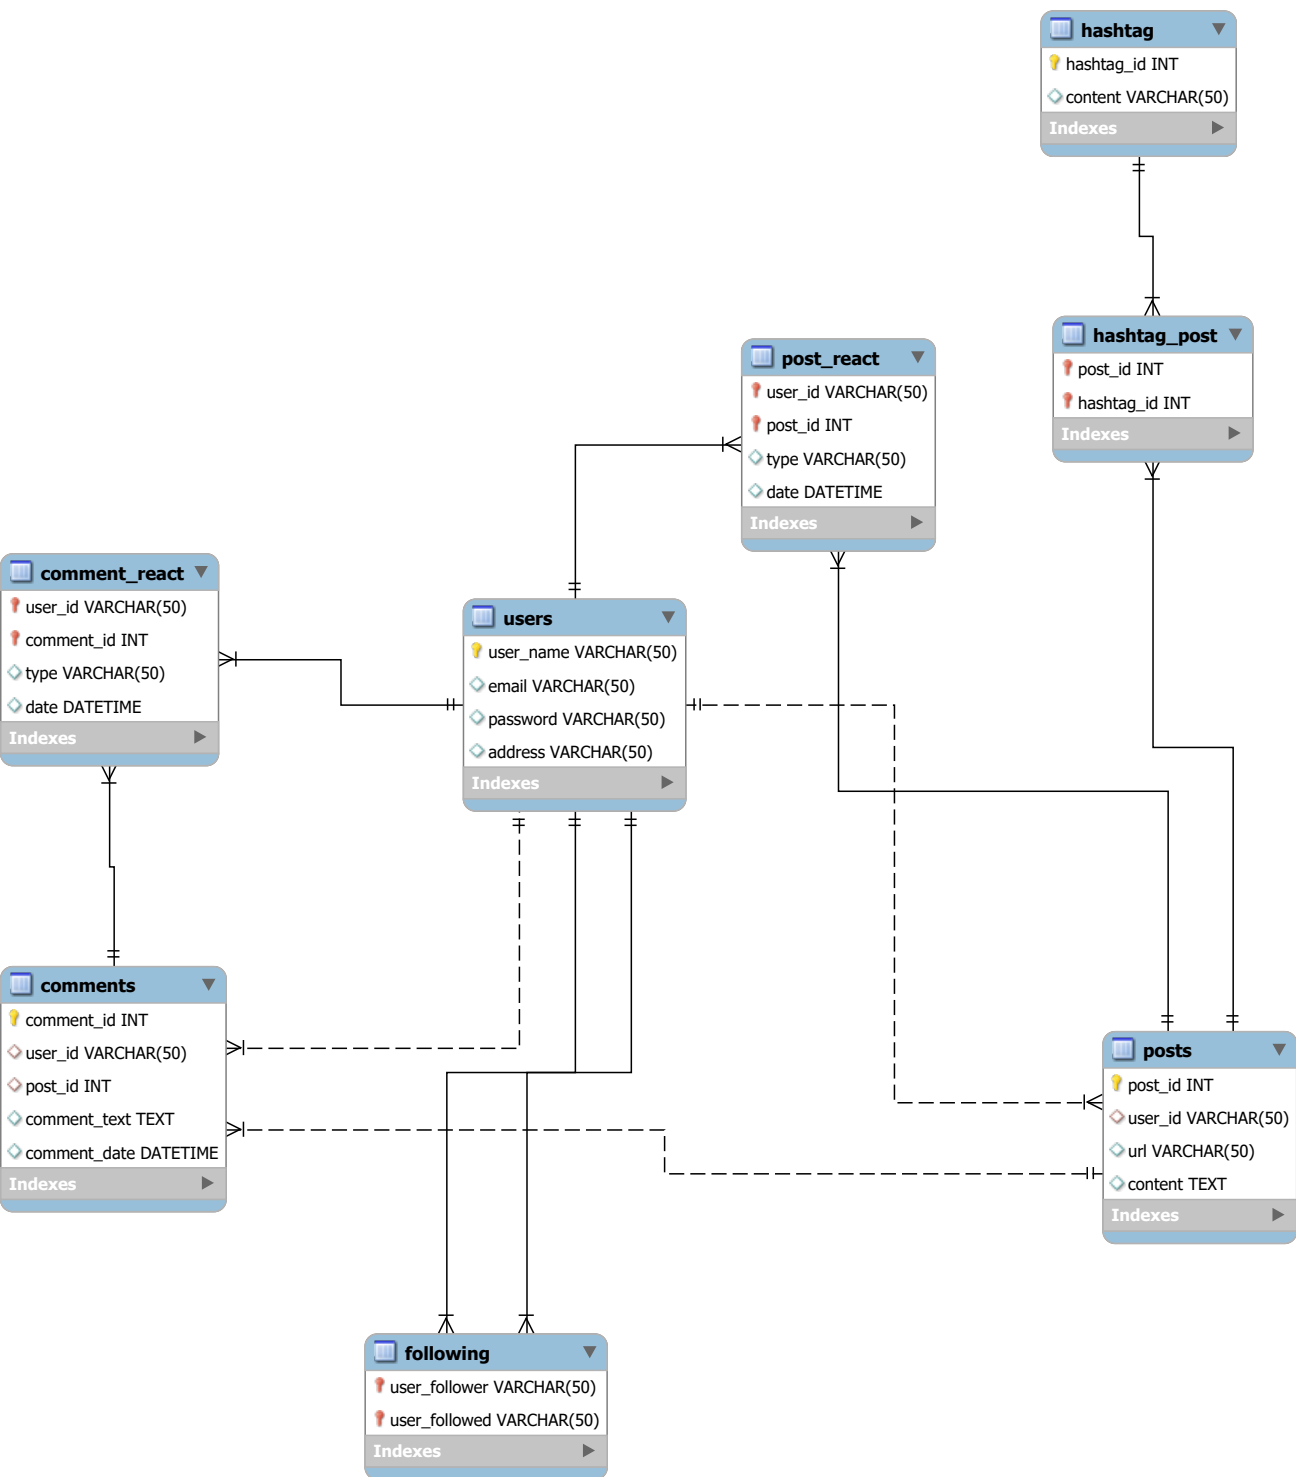 hashtag
hashtag_id INT
content VARCHAR(50)
Indexes
hashtag_post
post_id INT
hashtag_id INT
Indexes
post_react
user_id VARCHAR(50)
post_id INT
type VARCHAR(50)
date DATETIME
Indexes
comment_react
user_id VARCHAR(50)
comment_id INT
type VARCHAR(50)
date DATETIME
Indexes
users
user_name VARCHAR(50)
email VARCHAR(50)
password VARCHAR(50)
address VARCHAR(50)
Indexes
comments
comment_id INT
user_id VARCHAR(50)
post_id INT
comment_text TEXT
comment_date DATETIME
Indexes
posts
post_id INT
user_id VARCHAR(50)
url VARCHAR(50)
content TEXT
Indexes
following
user_follower VARCHAR(50)
user_followed VARCHAR(50)
Indexes